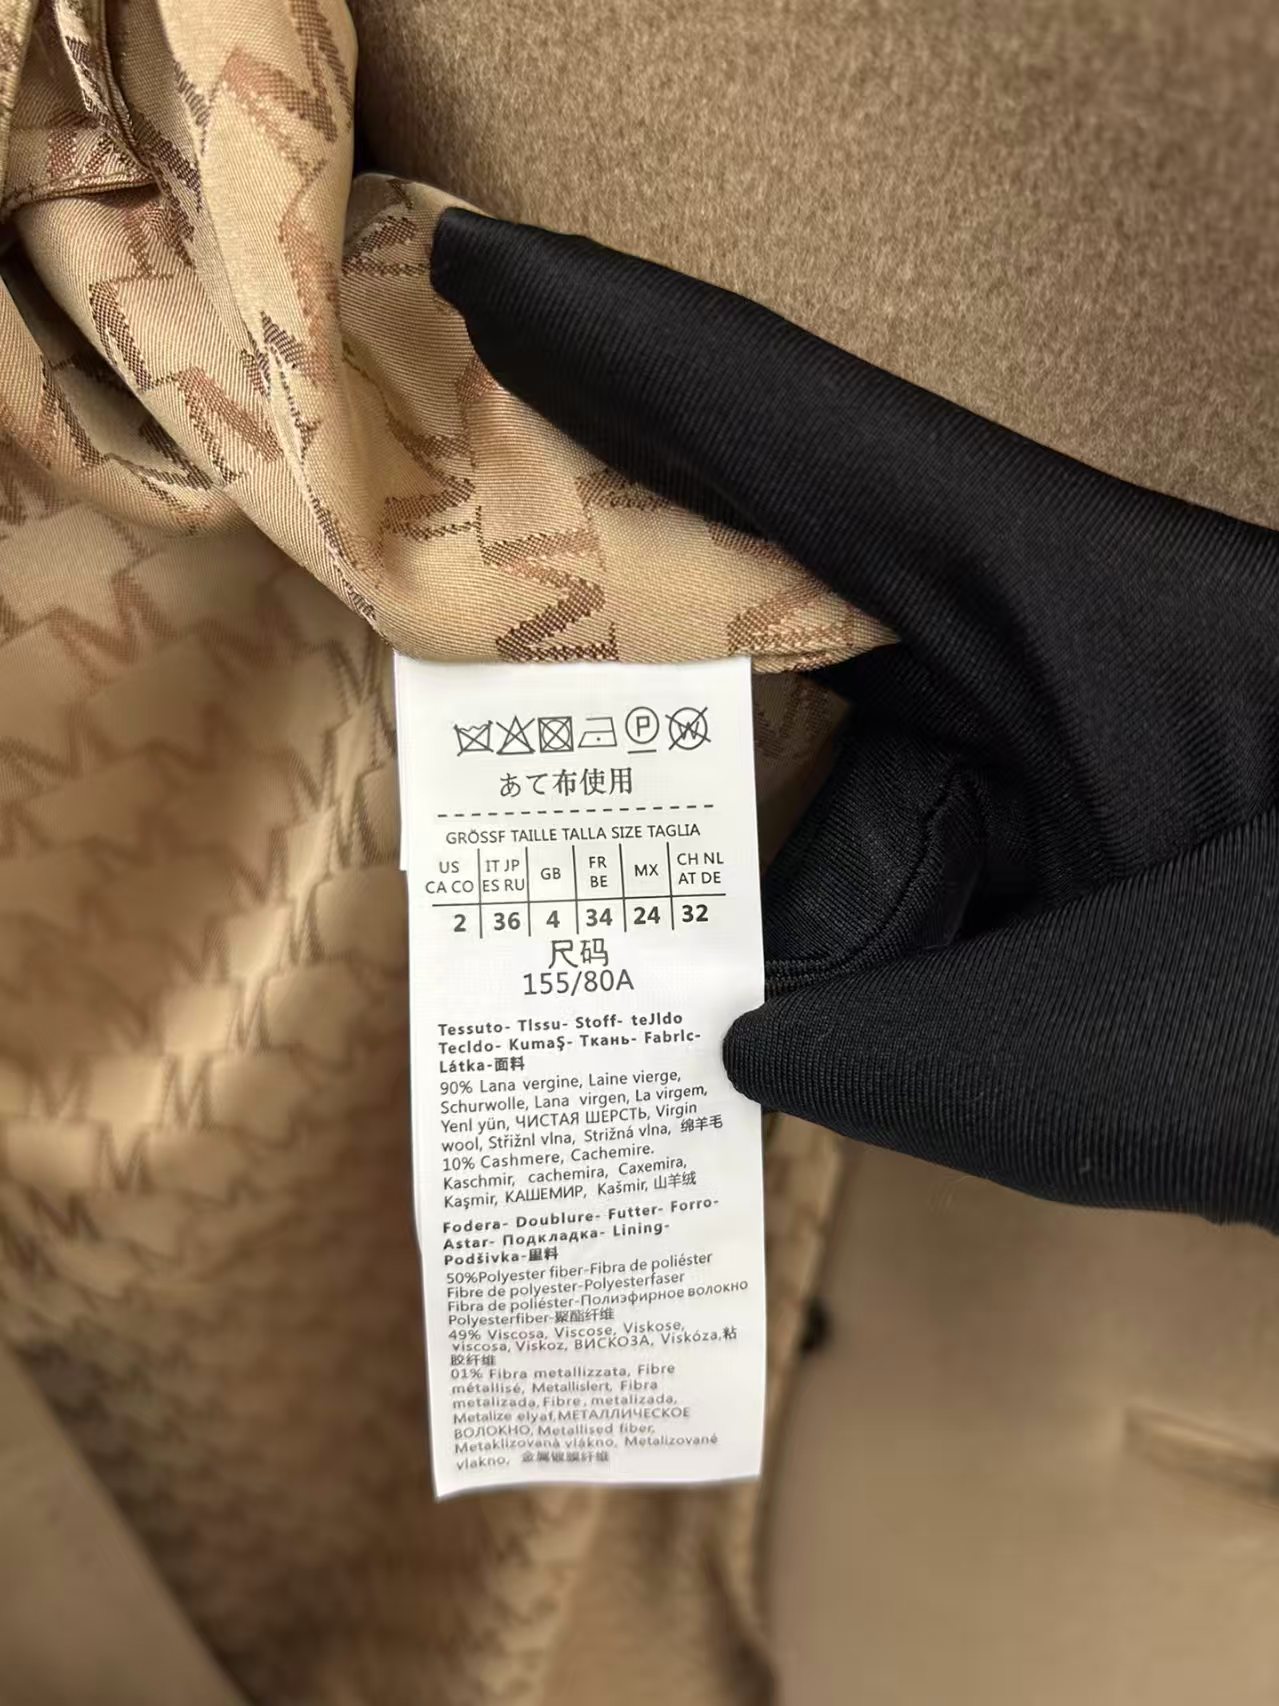 P W
あて布使用
GRÖSSF TAILLE TALLA SIZE TAGLIA
US CA CO | IT JP ES RU | GB | FR BE | MX | CH NL AT DE
2 | 36 | 4 | 34 | 24 | 32
尺码
155/80A
Tessuto- TIssu- Stoff- teJIdo
TecIdo- KumaŞ- Ткань- FabrIc-
Látka-面料
90% Lana vergine, Laine vierge,
Schurwolle, Lana virgen, La virgem,
YenI yün, ЧИСТАЯ ШЕРСТЬ, Virgin
wool, StřižnI vlna, Strižná vlna, 绵羊毛
10% Cashmere, Cachemire.
Kaschmir, cachemira, Caxemira,
Kaşmir, КАШЕМИР, Kašmir, 山羊绒
Fodera- Doublure- Futter- Forro-
Astar- Подкладка- Lining-
Podšivka-里料
50%Polyester fiber-Fibra de poliéster
Fibre de polyester-Polyesterfaser
Fibra de poliéster-Полиэфирное волокно
Polyesterfiber-聚酯纤维
49% Viscosa, Viscose, Viskose,
viscosa, Viskoz, ВИСКОЗА, Viskóza,粘
胶纤维
01% Fibra metallizzata, Fibre
métallisé, MetallisIert, Fibra
metalizada, Fibre, metalizada,
Metalize elyaf,МЕТАЛЛИЧЕСКОЕ
ВОЛОКНО, Metallised fiber,
Metaklizovaná vlákno, Metalizované
vlakno, 金属镀膜纤维